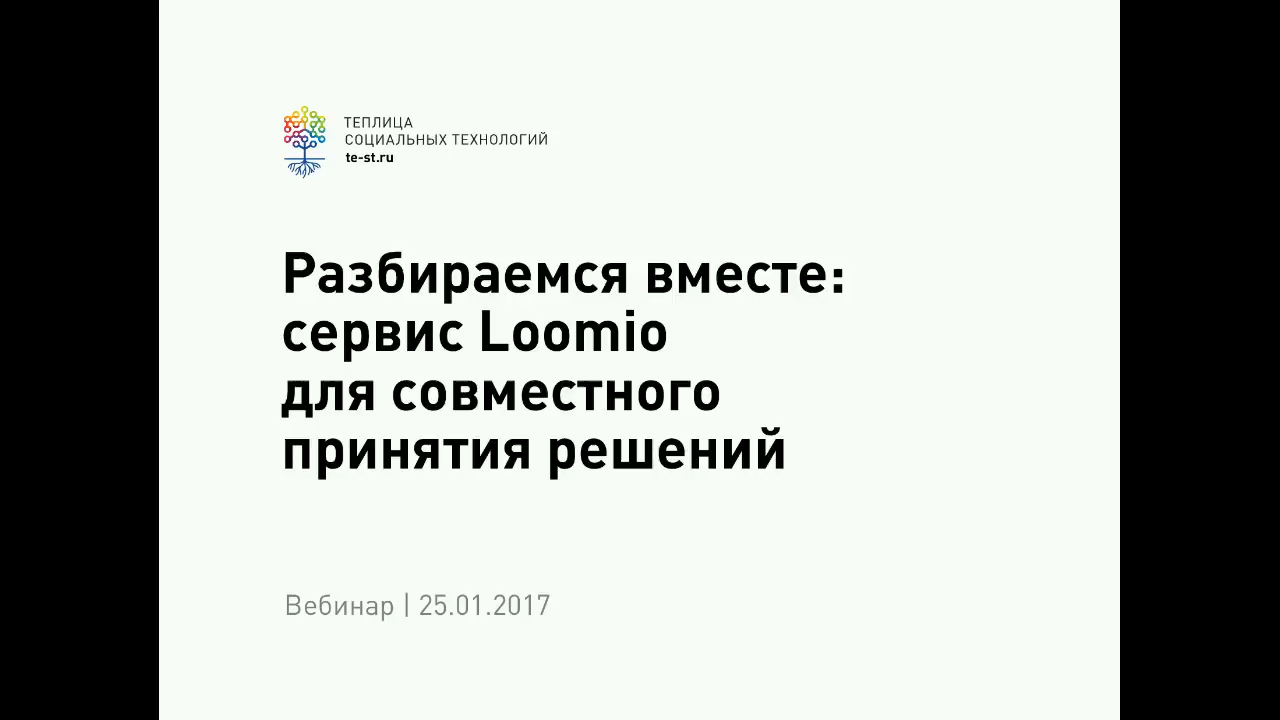 ТЕПЛИЦА
СОЦИАЛЬНЫХ ТЕХНОЛОГИЙ
te-st.ru
Разбираемся вместе:
сервис Loomio
для совместного
принятия решений
Вебинар | 25.01.2017